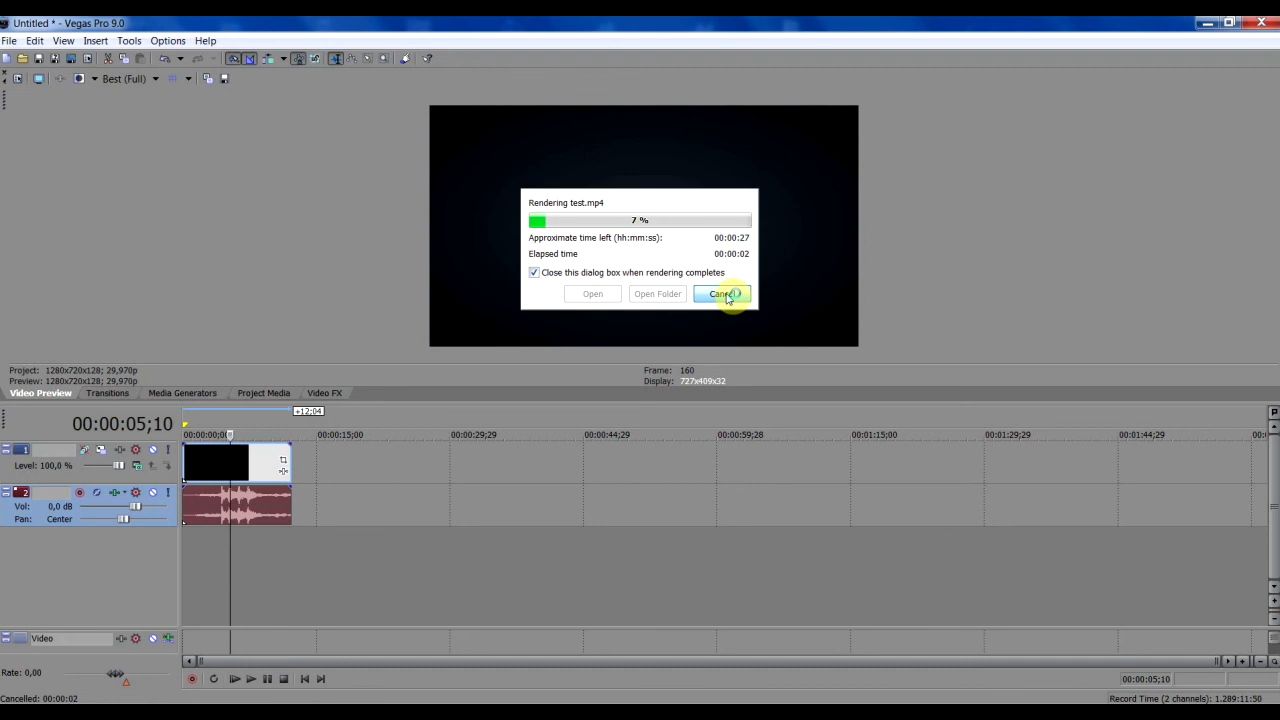 Untitled * - Vegas Pro 9.0
File Edit View Insert Tools Options Help
Best (Full)
Rendering test.mp4
7 %
Approximate time left (hh:mm:ss): 00:00:27
Elapsed time 00:00:02
Close this dialog box when rendering completes
Open Open Folder Cancel
Project: 1280x720x128; 29,970p
Frame: 160
Preview: 1280x720x128; 29,970p
Display: 727x409x32
Video Preview Transitions Media Generators Project Media Video FX
00:00:05;10
+12;04
00:00:15;00 00:00:29;29 00:00:44;29 00:00:59;28 00:01:15;00 00:01:29;29 00:01:44;29
1
Level: 100,0 %
2
Vol: 0,0 dB
Pan: Center
Video
Rate: 0,00
00:00:05;10
Cancelled: 00:00:02
Record Time (2 channels): 1.289:11:50